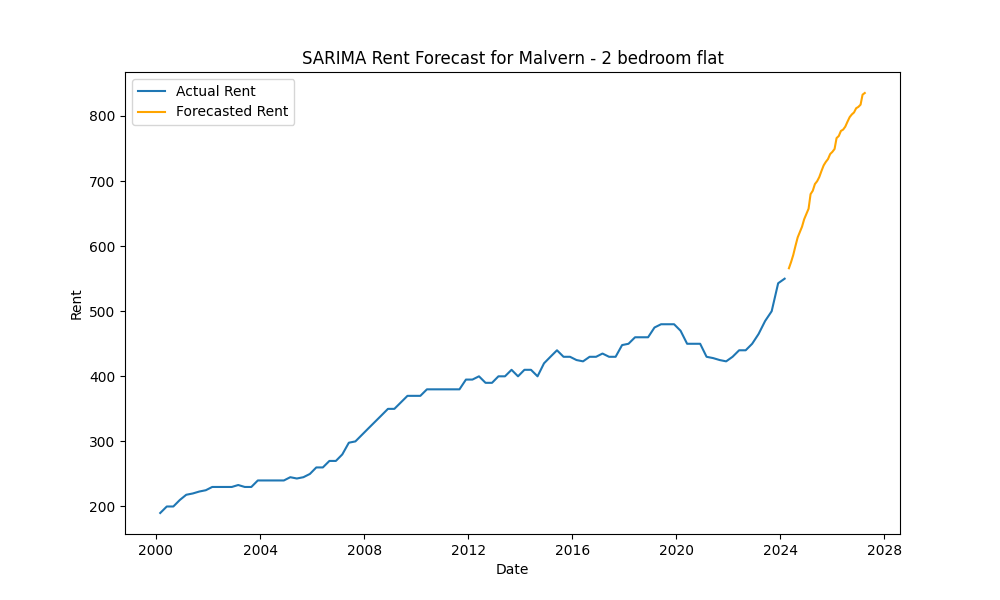 SARIMA Rent Forecast for Malvern - 2 bedroom flat
Actual Rent
Forecasted Rent
800
700
600
500
400
300
200
Rent
2000 2004 2008 2012 2016 2020 2024 2028
Date